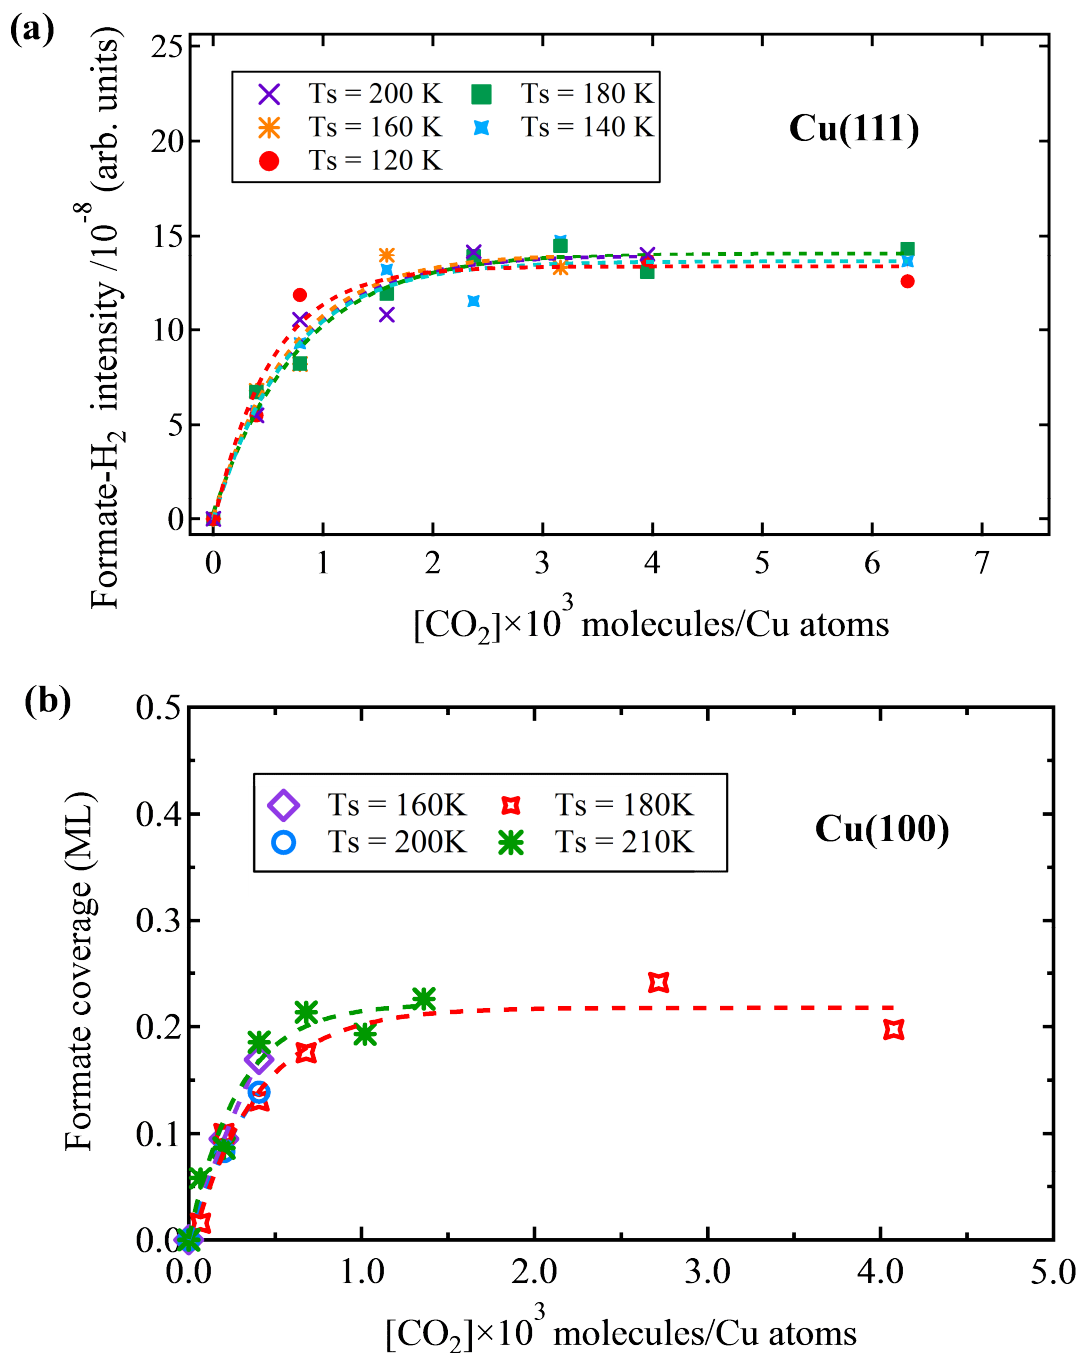 (a)
25
20
15
10
5
0
Formate-H2 intensity /10^-8 (arb. units)
Ts = 200 K
Ts = 180 K
Ts = 160 K
Ts = 140 K
Ts = 120 K
Cu(111)
0 1 2 3 4 5 6 7
[CO2]×10^3 molecules/Cu atoms
(b)
0.5
0.4
0.3
0.2
0.1
0.0
Formate coverage (ML)
Ts = 160K
Ts = 180K
Ts = 200K
Ts = 210K
Cu(100)
0.0 1.0 2.0 3.0 4.0 5.0
[CO2]×10^3 molecules/Cu atoms